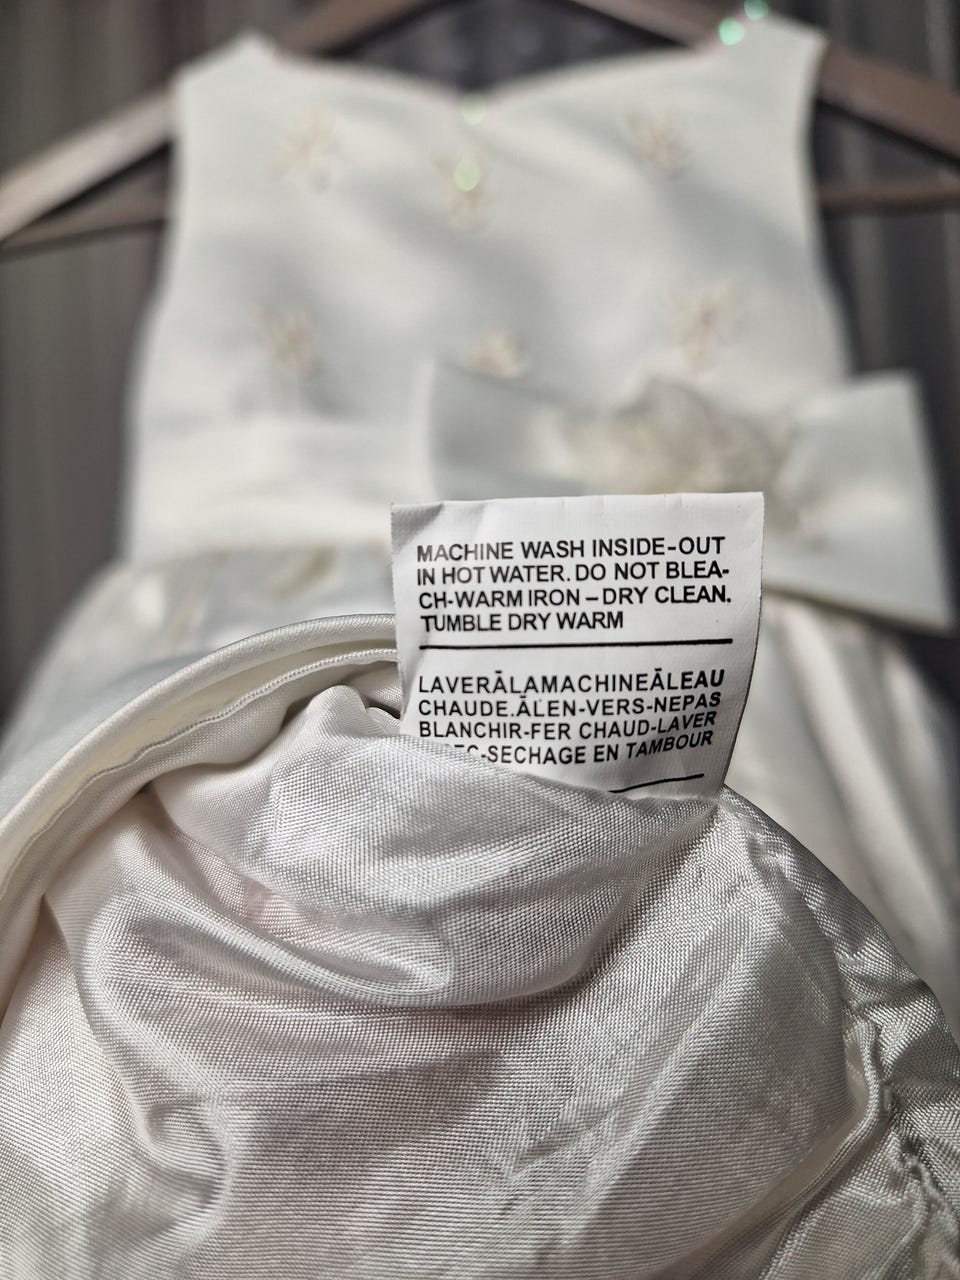 MACHINE WASH INSIDE-OUT
IN HOT WATER. DO NOT BLEA-
CH-WARM IRON – DRY CLEAN.
TUMBLE DRY WARM
LAVERĀLAMACHINEĀLEAU
CHAUDE.ĀLEN-VERS-NEPAS
BLANCHIR-FER CHAUD-LAVER
-SECHAGE EN TAMBOUR